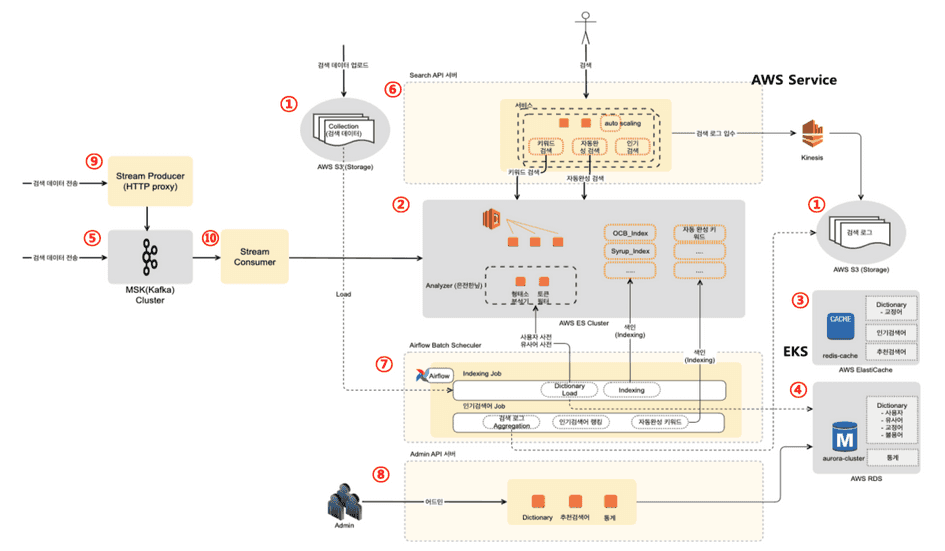 검색
Search API 서버
AWS Service
⑥
검색 데이터 업로드
①
Collection
(검색 데이터)
AWS S3 (Storage)
서비스
auto scaling
키워드
검색
자동완
성 검색
인기
검색
키워드 검색
자동완성 검색
검색 로그 입수
Kinesis
⑨
Stream Producer
(HTTP proxy)
검색 데이터 전송
⑤
검색 데이터 전송
MSK(Kafka)
Cluster
⑩
Stream
Consumer
②
OCB_Index
Syrup_Index
.....
자동 완성 키
워드
....
.....
Analyzer (은전한닢)
형태소
분석기
토큰
필터
AWS ES Cluster
①
검색 로그
AWS S3 (Storage)
Load
사용자 사전
유사어 사전
색인
(Indexing)
색인
(Indexing)
③
CACHE
redis-cache
Dictionary
- 교정어
인기검색어
추천검색어
AWS ElastiCache
EKS
Airflow Batch Scheculer
⑦
Airflow
Indexing Job
Dictionary
Load
Indexing
인기검색어 Job
검색 로그
Aggregation
인기검색어 랭킹
자동완성 키워드
④
M
aurora-cluster
Dictionary
- 사용자
- 유사어
- 교정어
- 불용어
통계
AWS RDS
Admin API 서버
⑧
Admin
어드민
Dictionary
추천검색어
통계